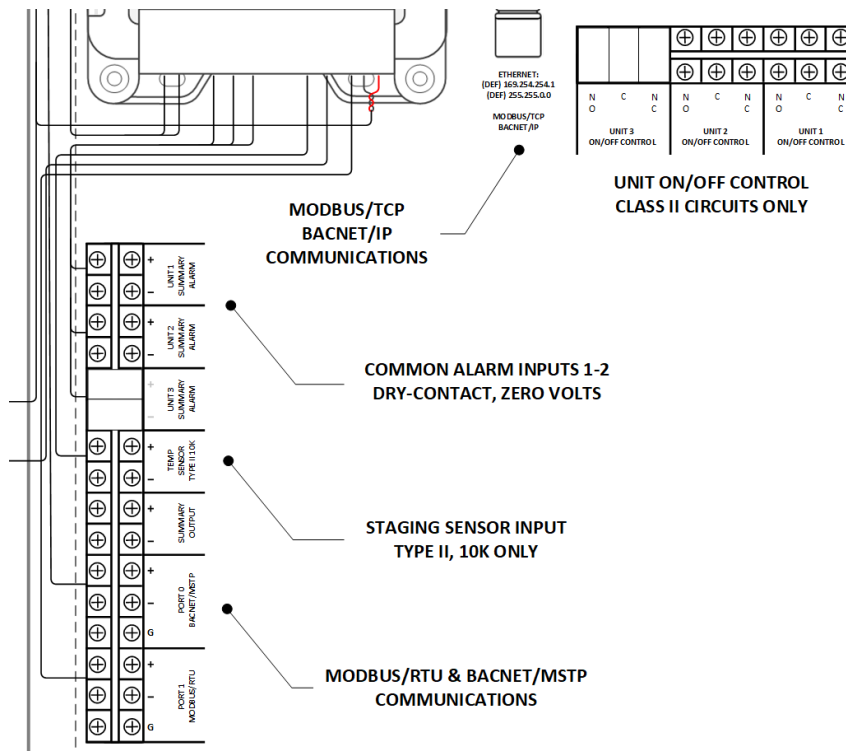 ETHERNET:
(DEF) 169.254.254.1
(DEF) 255.255.0.0
MODBUS/TCP
BACNET/IP
N C N N C N N C N
O C O C O C
UNIT 3 UNIT 2 UNIT 1
ON/OFF CONTROL ON/OFF CONTROL ON/OFF CONTROL
UNIT ON/OFF CONTROL
CLASS II CIRCUITS ONLY
MODBUS/TCP
BACNET/IP
COMMUNICATIONS
+
−
UNIT 1
SUMMARY
ALARM
+
−
UNIT 2
SUMMARY
ALARM
COMMON ALARM INPUTS 1-2
DRY-CONTACT, ZERO VOLTS
+
−
UNIT 3
SUMMARY
ALARM
+
−
TEMP
SENSOR
TYPE II 10K
STAGING SENSOR INPUT
TYPE II, 10K ONLY
+
−
SUMMARY
OUTPUT
+
−
G
PORT 0
BACNET/MSTP
MODBUS/RTU & BACNET/MSTP
COMMUNICATIONS
+
−
G
PORT 1
MODBUS/RTU